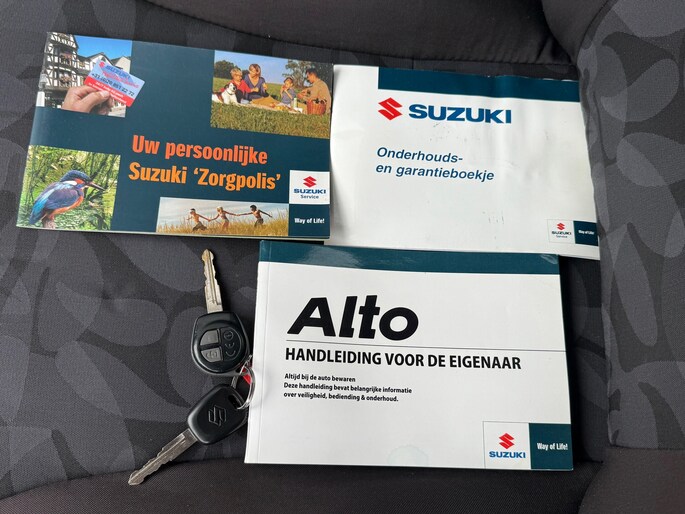 Uw persoonlijke
Suzuki 'Zorgpolis'
SUZUKI
Service
Way of Life!
SUZUKI
Onderhouds-
en garantieboekje
SUZUKI
Service
Way of Life!
Alto
HANDLEIDING VOOR DE EIGENAAR
Altijd bij de auto bewaren
Deze handleiding bevat belangrijke informatie
over veiligheid, bediending & onderhoud.
SUZUKI
Way of Life!